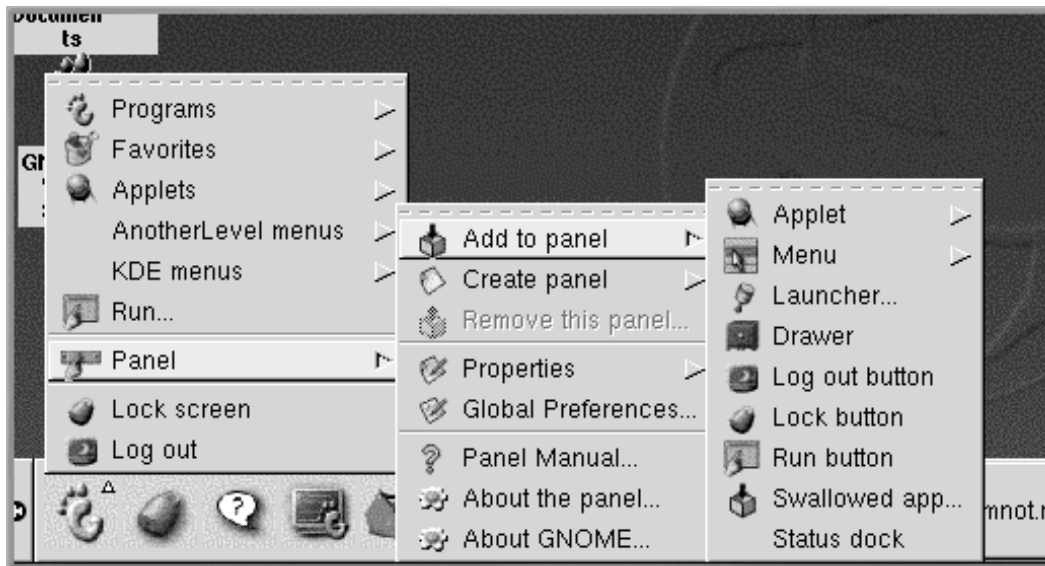 Documen
ts
Programs
Favorites
Applets
AnotherLevel menus
KDE menus
Run...
Panel
Lock screen
Log out
Add to panel
Create panel
Remove this panel...
Properties
Global Preferences...
Panel Manual...
About the panel...
About GNOME...
Applet
Menu
Launcher...
Drawer
Log out button
Lock button
Run button
Swallowed app...
Status dock